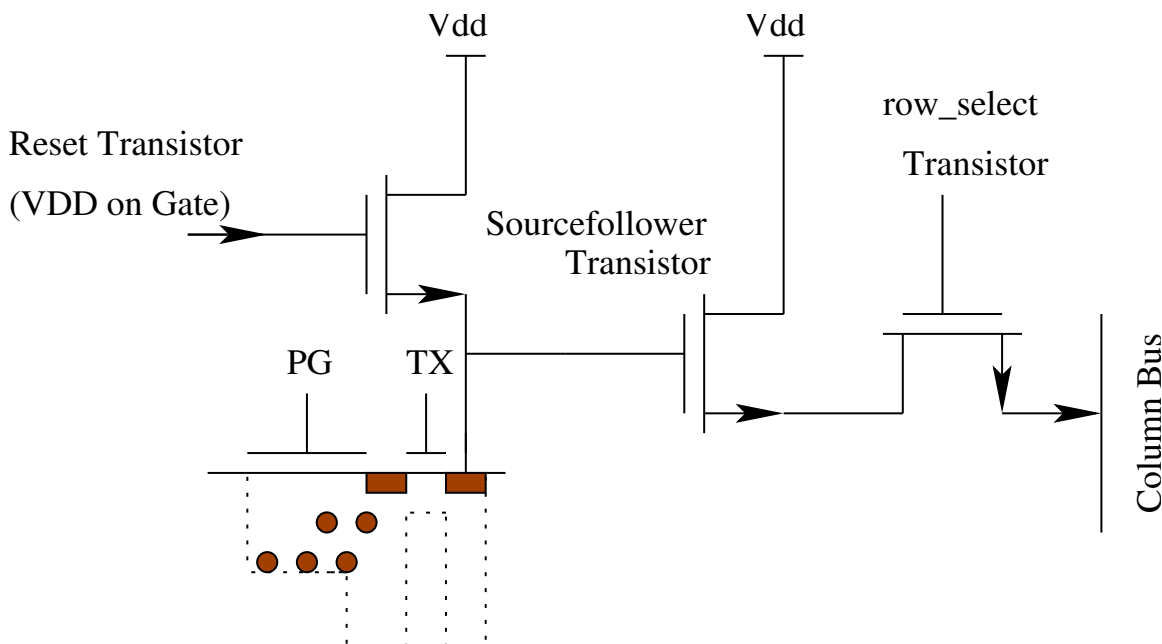 Vdd
Vdd
row_select
Transistor
Reset Transistor
(VDD on Gate)
Sourcefollower
Transistor
PG
TX
Column Bus